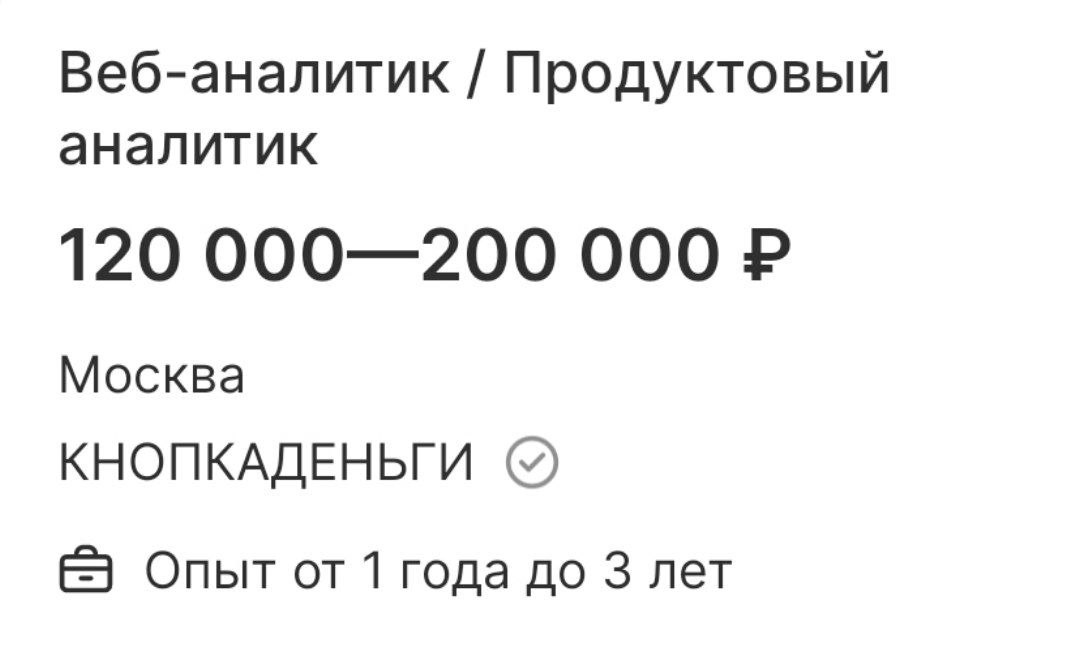 Веб-аналитик / Продуктовый
аналитик
120 000—200 000 ₽
Москва
КНОПКАДЕНЬГИ
Опыт от 1 года до 3 лет